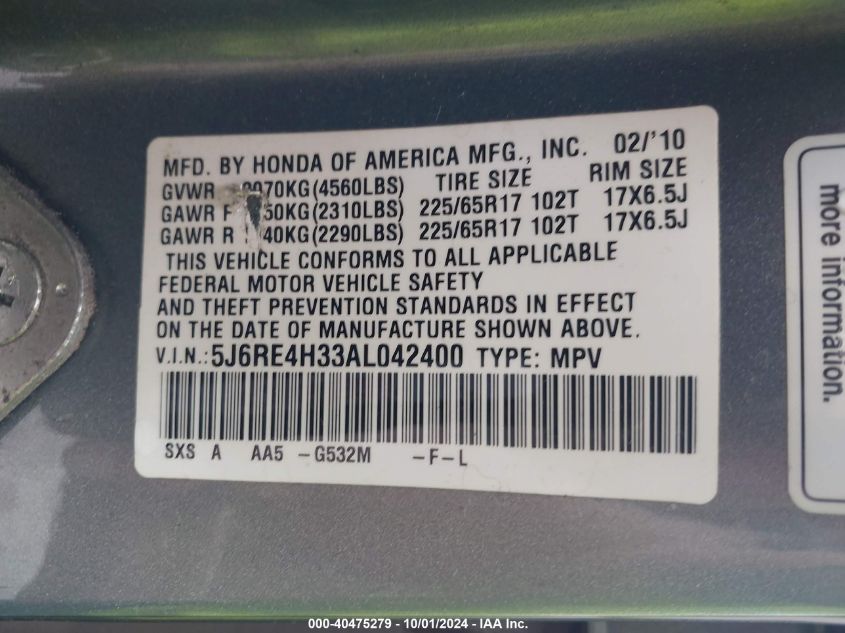 MFD. BY HONDA OF AMERICA MFG., INC. 02/'10
GVWR 2070KG(4560LBS) TIRE SIZE RIM SIZE
GAWR F 50KG(2310LBS) 225/65R17 102T 17X6.5J
GAWR R 40KG(2290LBS) 225/65R17 102T 17X6.5J
THIS VEHICLE CONFORMS TO ALL APPLICABLE
FEDERAL MOTOR VEHICLE SAFETY
AND THEFT PREVENTION STANDARDS IN EFFECT
ON THE DATE OF MANUFACTURE SHOWN ABOVE.
V.I.N.: 5J6RE4H33AL042400 TYPE: MPV
SXS A AA5 -G532M -F-L
more information.
000-40475279 - 10/01/2024 - IAA Inc.